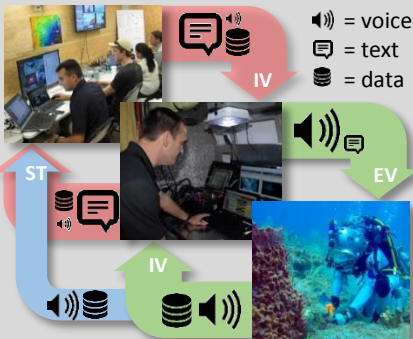 = voice
= text
= data
IV
EV
ST
IV